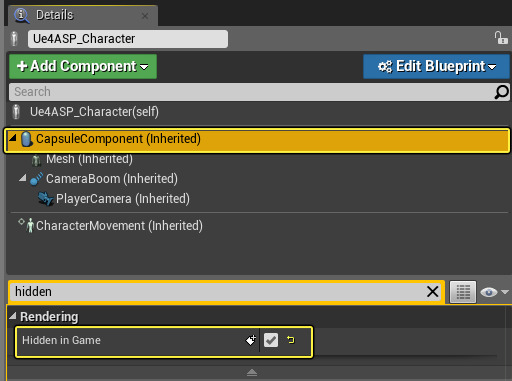 Details
Ue4ASP_Character
Add Component
Edit Blueprint
Search
Ue4ASP_Character(self)
CapsuleComponent (Inherited)
Mesh (Inherited)
CameraBoom (Inherited)
PlayerCamera (Inherited)
CharacterMovement (Inherited)
hidden
Rendering
Hidden in Game